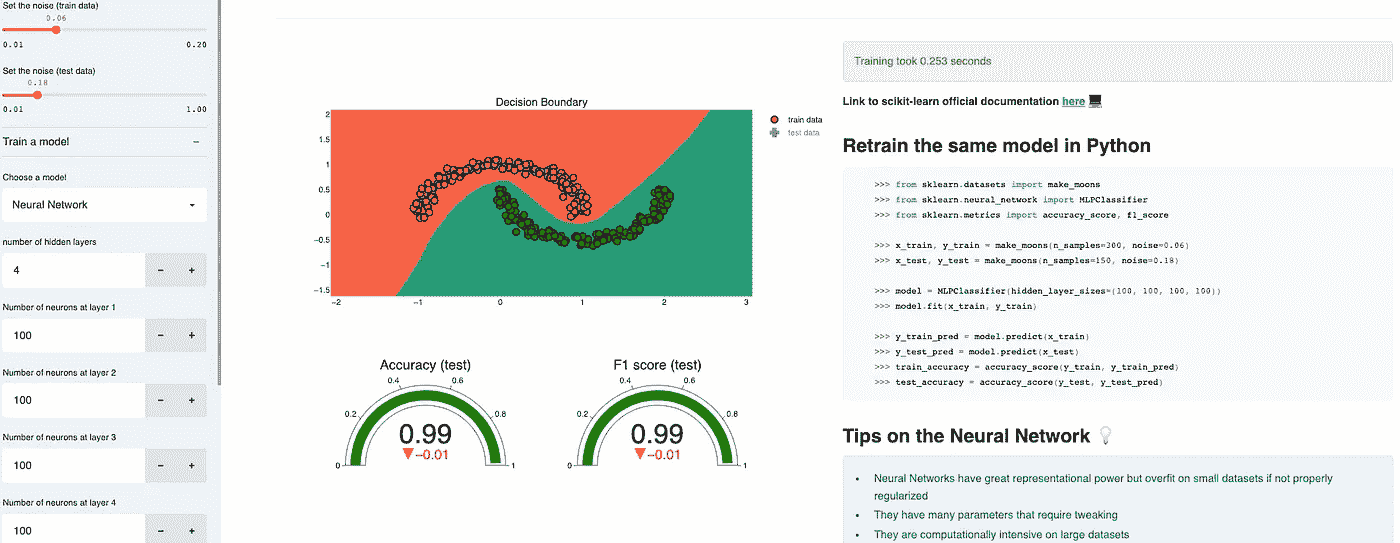 Set the noise (train data)
0.06
0.01 0.20
Set the noise (test data)
0.18
0.01 1.00
Train a model −
Choose a model
Neural Network
number of hidden layers
4 − +
Number of neurons at layer 1
100 − +
Number of neurons at layer 2
100 − +
Number of neurons at layer 3
100 − +
Number of neurons at layer 4
100 − +
Decision Boundary
train data
test data
2
1.5
1
0.5
0
−0.5
−1
−1.5
−2 −1 0 1 2 3
Accuracy (test)
0 0.2 0.4 0.6 0.8 1
0.99
▼−0.01
F1 score (test)
0 0.2 0.4 0.6 0.8 1
0.99
▼−0.01
Training took 0.253 seconds
Link to scikit-learn official documentation here 💻
Retrain the same model in Python
>>> from sklearn.datasets import make_moons
>>> from sklearn.neural_network import MLPClassifier
>>> from sklearn.metrics import accuracy_score, f1_score
>>> x_train, y_train = make_moons(n_samples=300, noise=0.06)
>>> x_test, y_test = make_moons(n_samples=150, noise=0.18)
>>> model = MLPClassifier(hidden_layer_sizes=(100, 100, 100, 100))
>>> model.fit(x_train, y_train)
>>> y_train_pred = model.predict(x_train)
>>> y_test_pred = model.predict(x_test)
>>> train_accuracy = accuracy_score(y_train, y_train_pred)
>>> test_accuracy = accuracy_score(y_test, y_test_pred)
Tips on the Neural Network 💡
• Neural Networks have great representational power but overfit on small datasets if not properly
regularized
• They have many parameters that require tweaking
• They are computationally intensive on large datasets